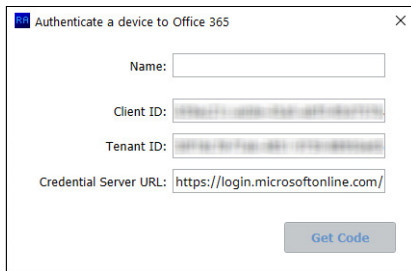 RA Authenticate a device to Office 365
Name:
Client ID:
Tenant ID:
Credential Server URL: https://login.microsoftonline.com/
Get Code